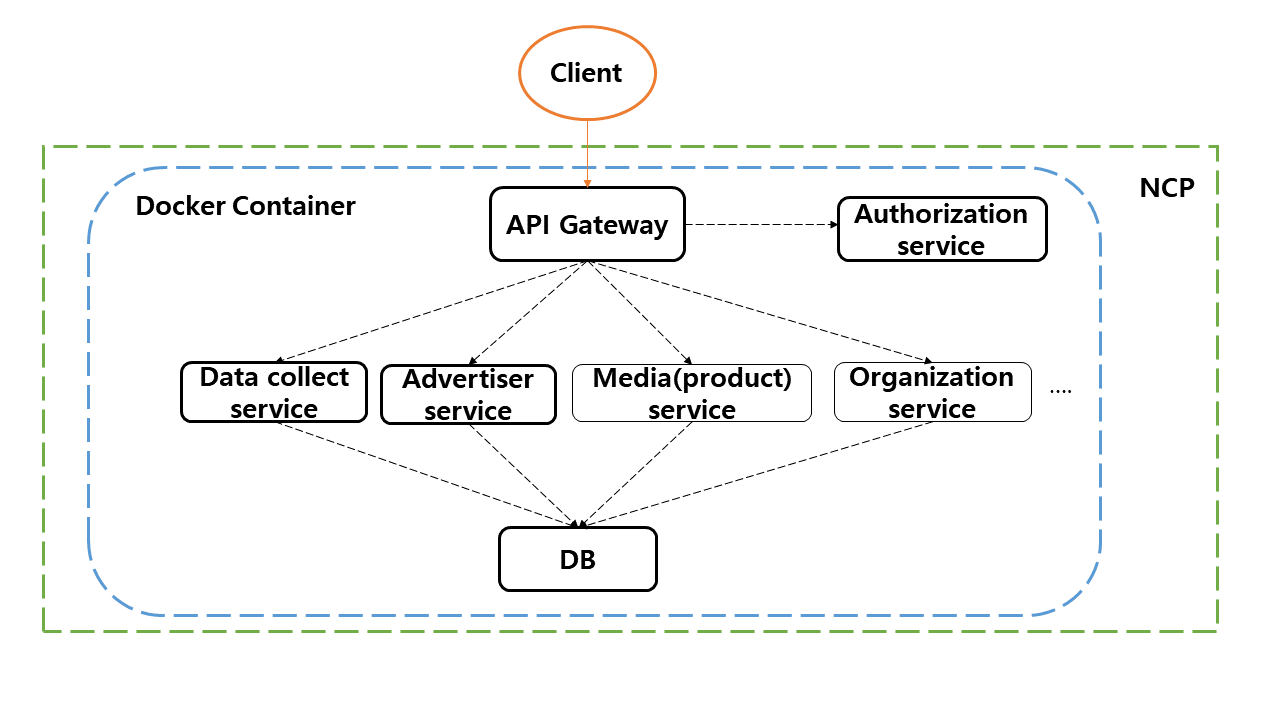 Client
NCP
Docker Container
API Gateway
Authorization
service
Data collect
service
Advertiser
service
Media(product)
service
Organization
service
....
DB